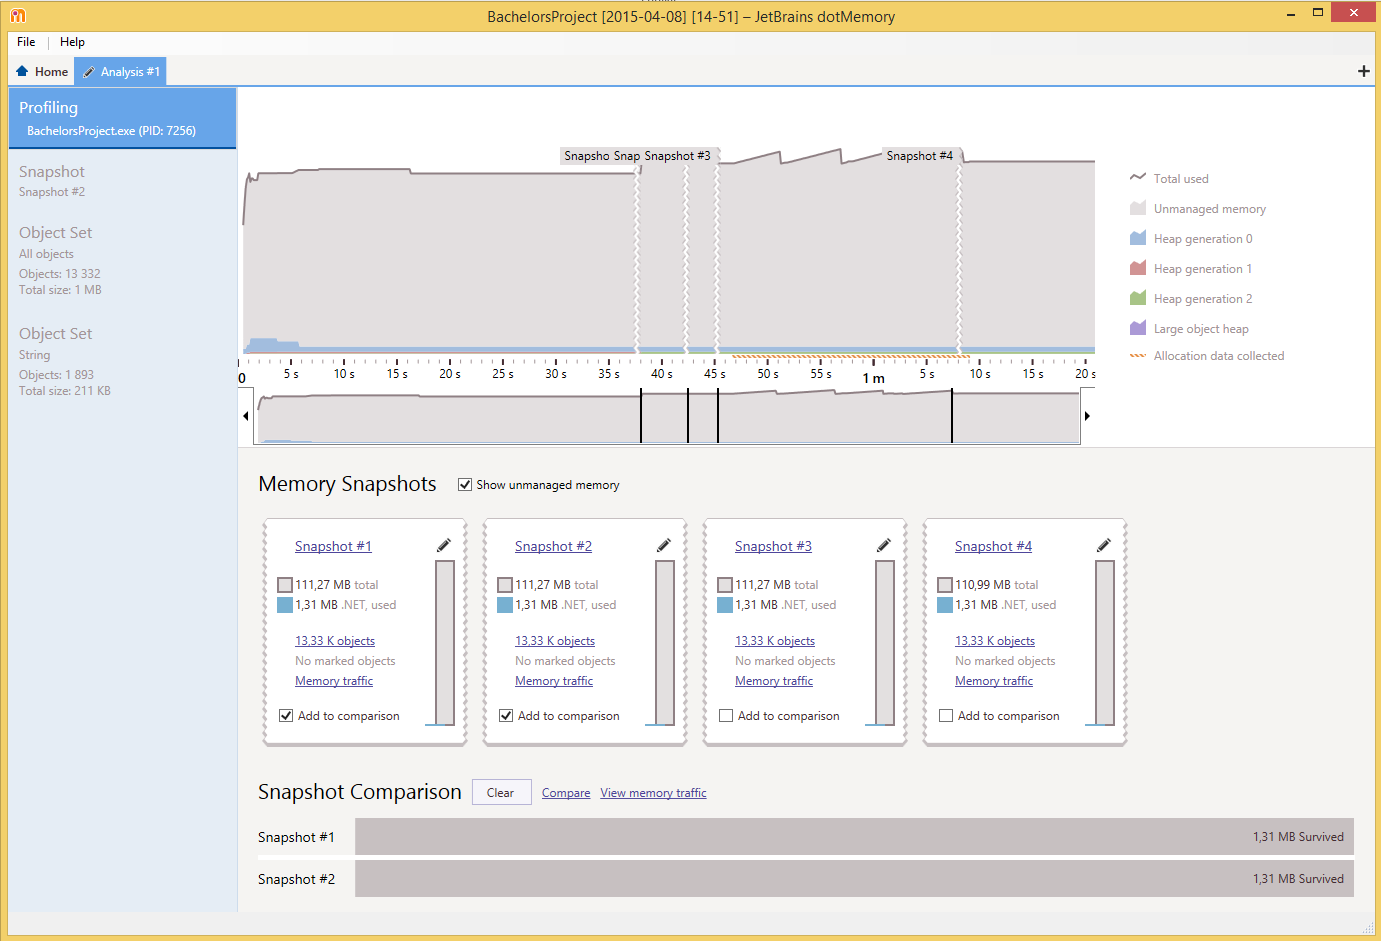 BachelorsProject [2015-04-08] [14-51] – JetBrains dotMemory
File Help
Home Analysis #1
Profiling
BachelorsProject.exe (PID: 7256)
Snapshot
Snapshot #2
Object Set
All objects
Objects: 13 332
Total size: 1 MB
Object Set
String
Objects: 1 893
Total size: 211 KB
Snapsho Snap Snapshot #3 Snapshot #4
Total used
Unmanaged memory
Heap generation 0
Heap generation 1
Heap generation 2
Large object heap
Allocation data collected
0 5 s 10 s 15 s 20 s 25 s 30 s 35 s 40 s 45 s 50 s 55 s 1 m 5 s 10 s 15 s 20 s
Memory Snapshots Show unmanaged memory
Snapshot #1
111,27 MB total
1,31 MB .NET, used
13,33 K objects
No marked objects
Memory traffic
Add to comparison
Snapshot #2
111,27 MB total
1,31 MB .NET, used
13,33 K objects
No marked objects
Memory traffic
Add to comparison
Snapshot #3
111,27 MB total
1,31 MB .NET, used
13,33 K objects
No marked objects
Memory traffic
Add to comparison
Snapshot #4
110,99 MB total
1,31 MB .NET, used
13,33 K objects
No marked objects
Memory traffic
Add to comparison
Snapshot Comparison Clear Compare View memory traffic
Snapshot #1 1,31 MB Survived
Snapshot #2 1,31 MB Survived